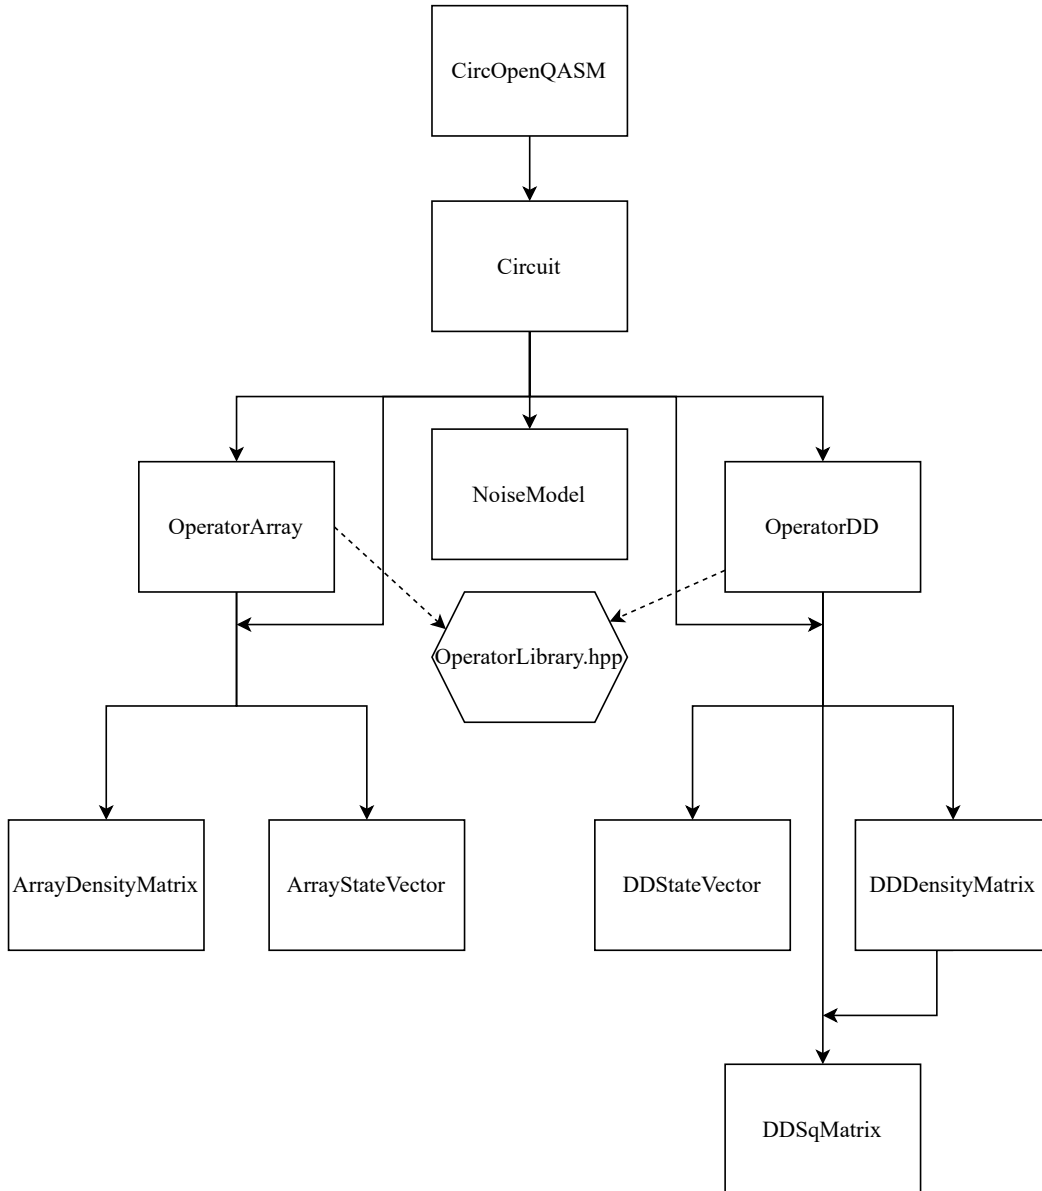 CircOpenQASM
Circuit
NoiseModel
OperatorArray
OperatorDD
OperatorLibrary.hpp
ArrayDensityMatrix
ArrayStateVector
DDStateVector
DDDensityMatrix
DDSqMatrix